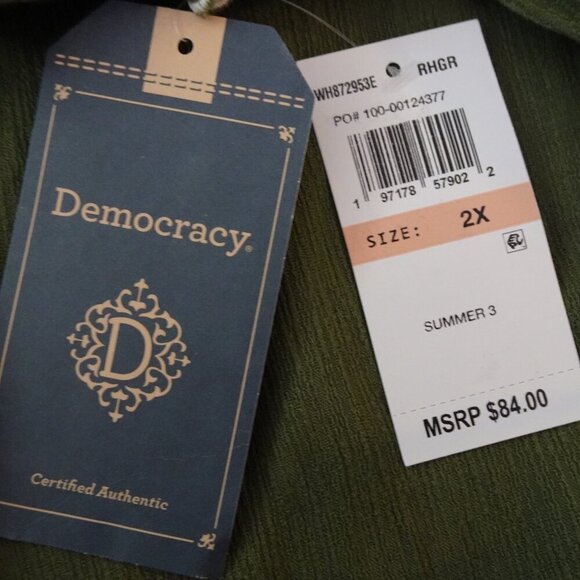 Democracy®
D
Certified Authentic
WH872953E RHGR
PO# 100-00124377
1 97178 57902 2
SIZE: 2X
SUMMER 3
MSRP $84.00